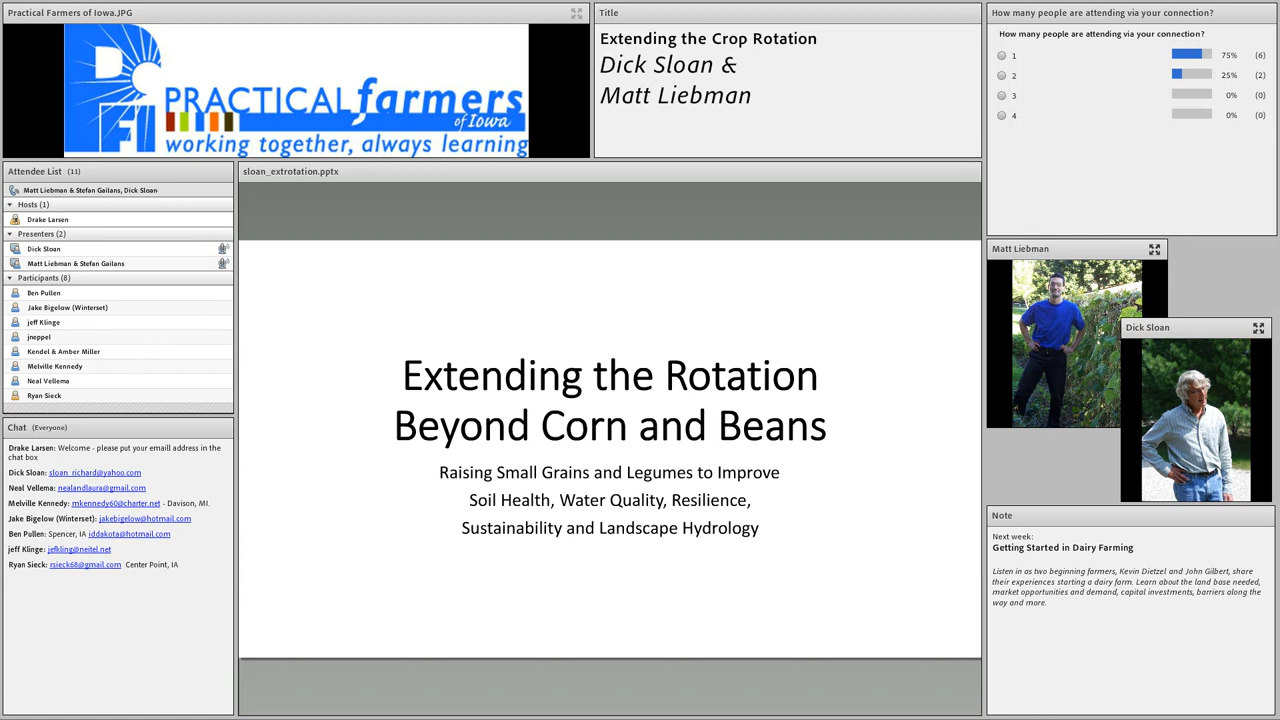 Practical Farmers of Iowa.JPG
PRACTICAL farmers
of Iowa
working together, always learning
Title
Extending the Crop Rotation
Dick Sloan &
Matt Liebman
How many people are attending via your connection?
How many people are attending via your connection?
1 75% (6)
2 25% (2)
3 0% (0)
4 0% (0)
Attendee List (11)
Matt Liebman & Stefan Gailans, Dick Sloan
Hosts (1)
Drake Larsen
Presenters (2)
Dick Sloan
Matt Liebman & Stefan Gailans
Participants (8)
Ben Pullen
Jake Bigelow (Winterset)
jeff Klinge
jneppel
Kendel & Amber Miller
Melville Kennedy
Neal Vellema
Ryan Sieck
Chat (Everyone)
Drake Larsen: Welcome - please put your emaill address in the
chat box
Dick Sloan: sloan_richard@yahoo.com
Neal Vellema: nealandlaura@gmail.com
Melville Kennedy: mkennedy60@charter.net - Davison, MI.
Jake Bigelow (Winterset): jakebigelow@hotmail.com
Ben Pullen: Spencer, IA iddakota@hotmail.com
jeff Klinge: jefkling@neitel.net
Ryan Sieck: rsieck68@gmail.com Center Point, IA
sloan_extrotation.pptx
Extending the Rotation
Beyond Corn and Beans
Raising Small Grains and Legumes to Improve
Soil Health, Water Quality, Resilience,
Sustainability and Landscape Hydrology
Matt Liebman
Dick Sloan
Note
Next week:
Getting Started in Dairy Farming
Listen in as two beginning farmers, Kevin Dietzel and John Gilbert, share
their experiences starting a dairy farm. Learn about the land base needed,
market opportunities and demand, capital investments, barriers along the
way and more.